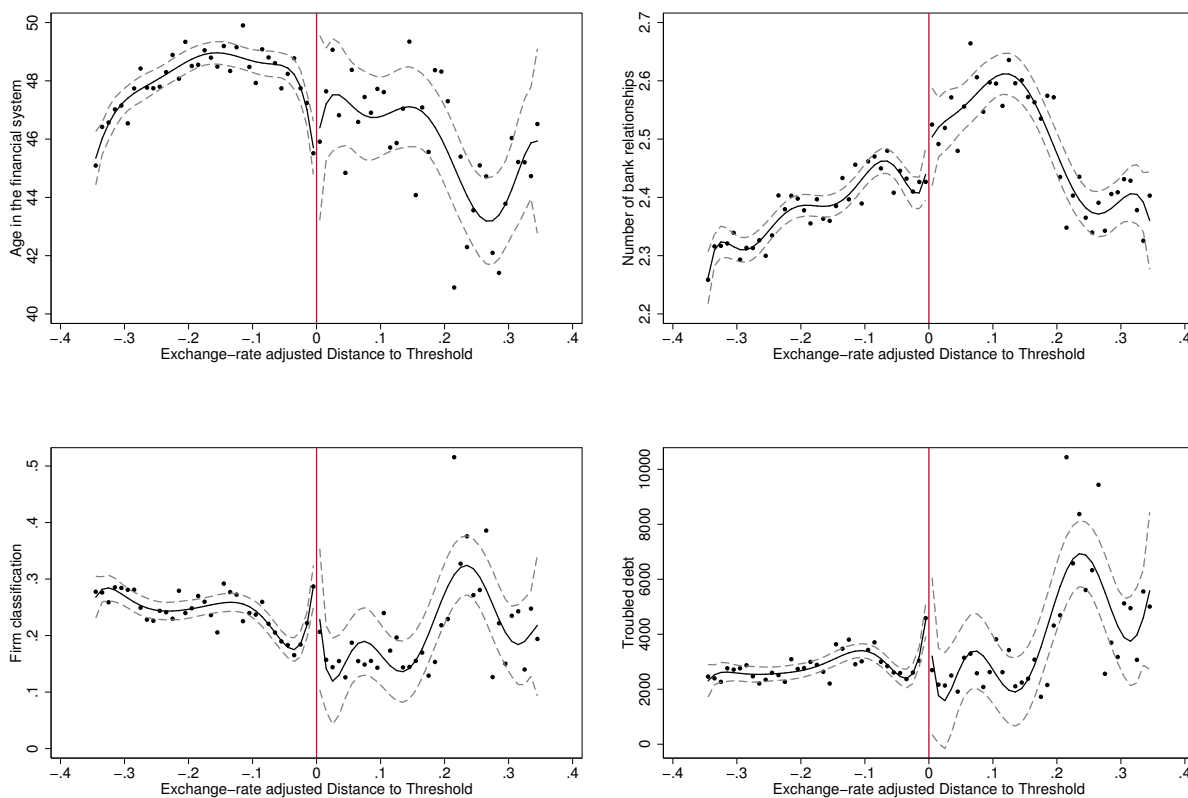 50
48
46
44
42
40
Age in the financial system
−.4 −.3 −.2 −.1 0 .1 .2 .3 .4
Exchange−rate adjusted Distance to Threshold
2.7
2.6
2.5
2.4
2.3
2.2
Number of bank relationships
−.4 −.3 −.2 −.1 0 .1 .2 .3 .4
Exchange−rate adjusted Distance to Threshold
.5
.4
.3
.2
.1
0
Firm classification
−.4 −.3 −.2 −.1 0 .1 .2 .3 .4
Exchange−rate adjusted Distance to Threshold
10000
8000
6000
4000
2000
0
Troubled debt
−.4 −.3 −.2 −.1 0 .1 .2 .3 .4
Exchange−rate adjusted Distance to Threshold